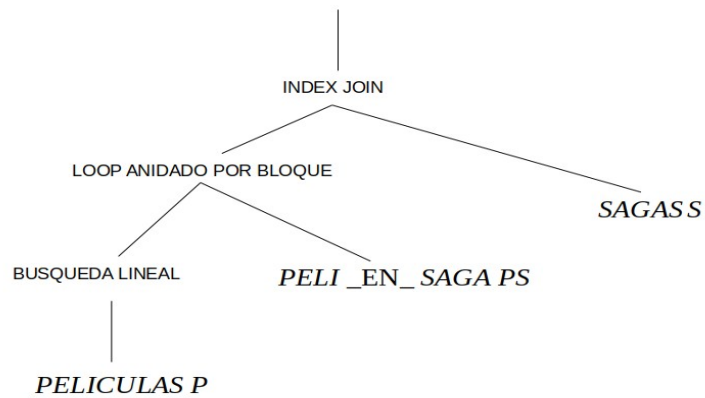 INDEX JOIN
LOOP ANIDADO POR BLOQUE
SAGAS S
BUSQUEDA LINEAL
PELI _EN_ SAGA PS
PELICULAS P